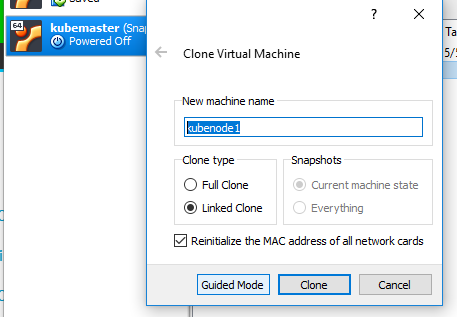 Saved
64
kubemaster (Snap
Powered Off
?
Clone Virtual Machine
New machine name
kubenode1
Clone type
Full Clone
Linked Clone
Snapshots
Current machine state
Everything
Reinitialize the MAC address of all network cards
Guided Mode
Clone
Cancel
Ta
5/5